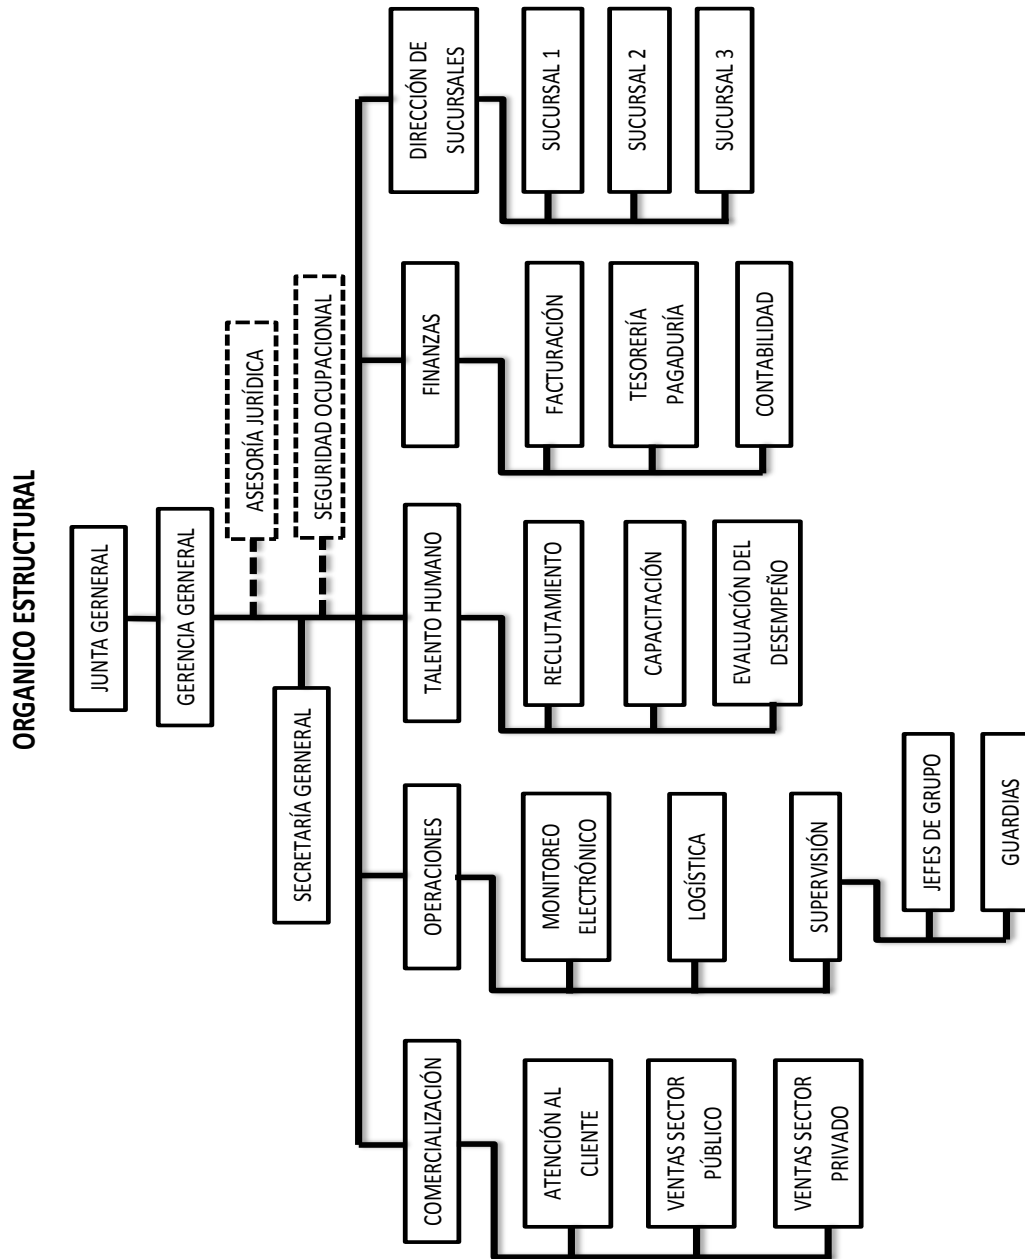 ORGANICO ESTRUCTURAL
JUNTA GERNERAL
GERENCIA GERNERAL
ASESORÍA JURÍDICA
SECRETARÍA GERNERAL
SEGURIDAD OCUPACIONAL
COMERCIALIZACIÓN
ATENCIÓN AL
CLIENTE
VENTAS SECTOR
PÚBLICO
VENTAS SECTOR
PRIVADO
OPERACIONES
MONITOREO
ELECTRÓNICO
LOGÍSTICA
SUPERVISIÓN
JEFES DE GRUPO
GUARDIAS
TALENTO HUMANO
RECLUTAMIENTO
CAPACITACIÓN
EVALUACIÓN DEL
DESEMPEÑO
FINANZAS
FACTURACIÓN
TESORERÍA
PAGADURÍA
CONTABILIDAD
DIRECCIÓN DE
SUCURSALES
SUCURSAL 1
SUCURSAL 2
SUCURSAL 3